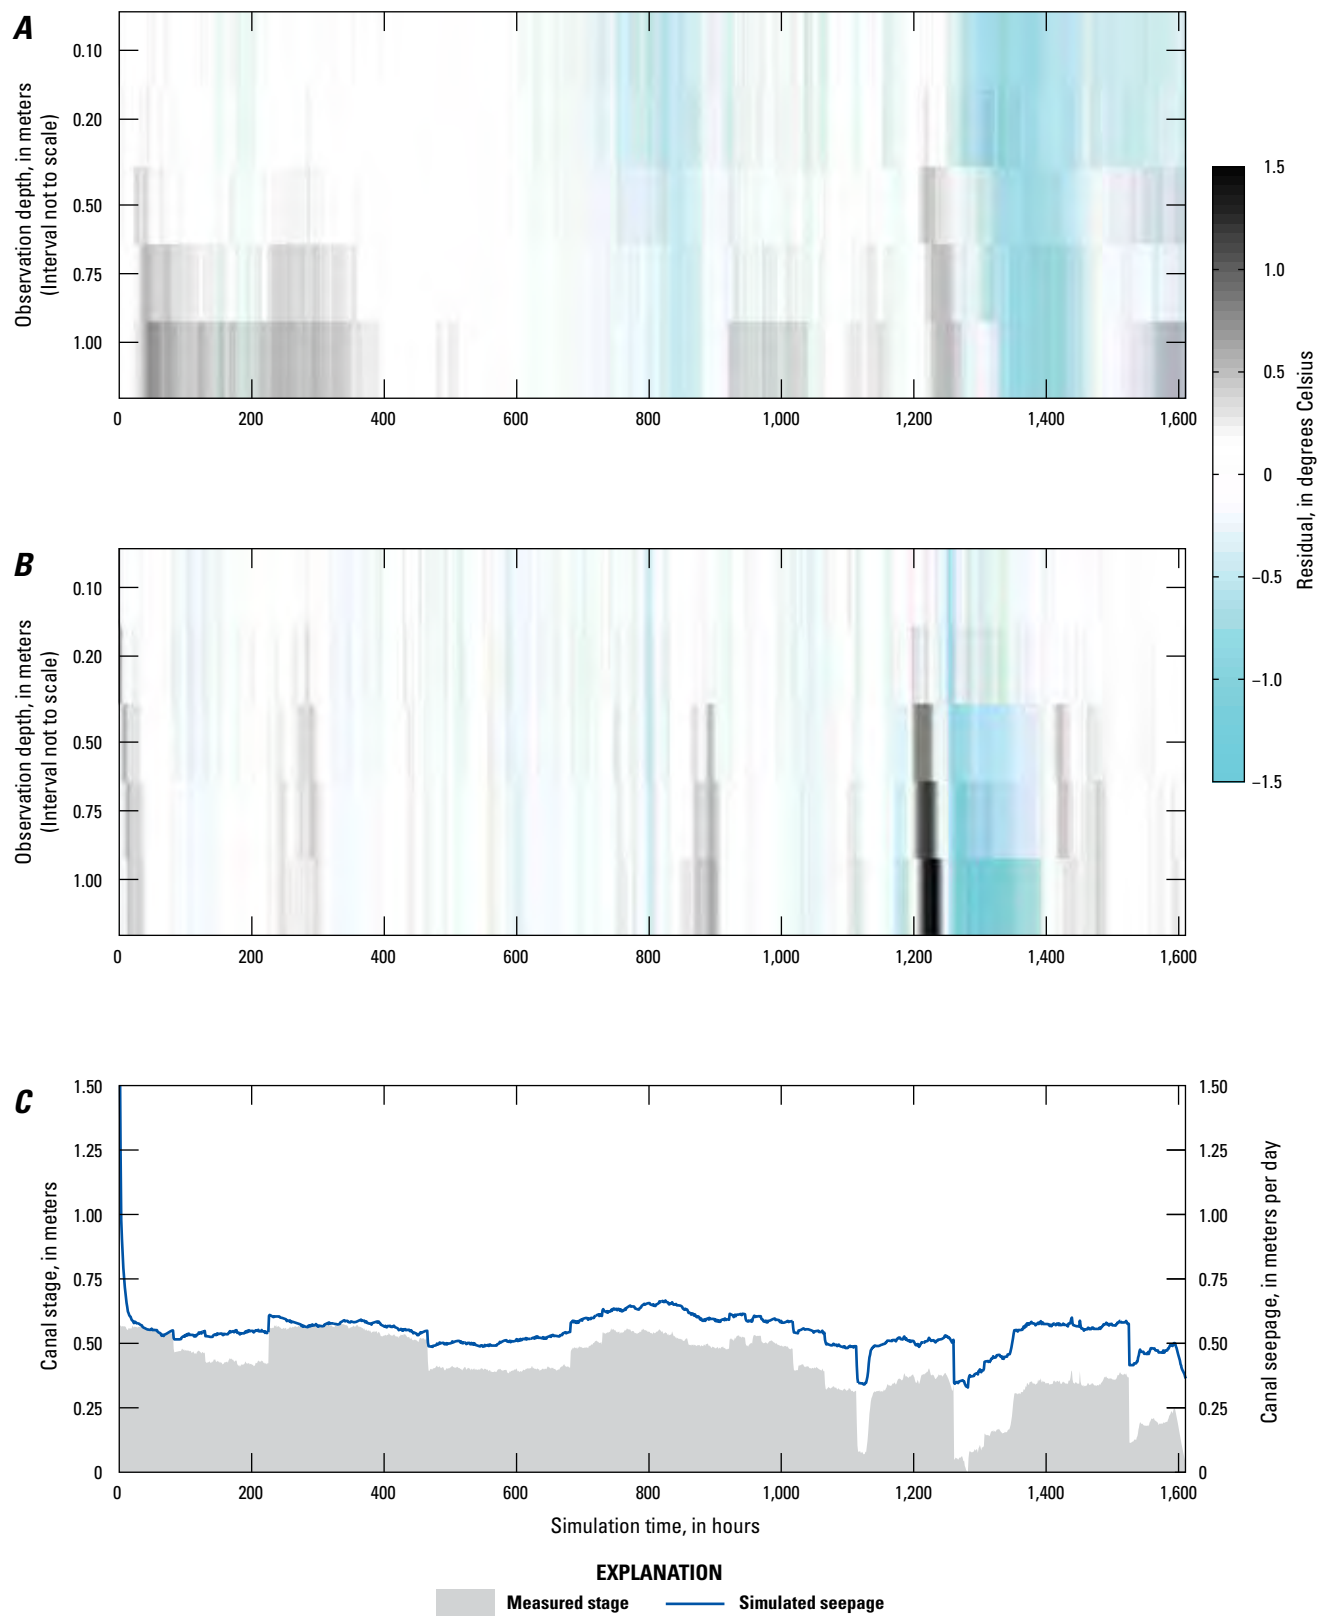 A
Observation depth, in meters
(Interval not to scale)
0.10
0.20
0.50
0.75
1.00
0 200 400 600 800 1,000 1,200 1,400 1,600
1.5
1.0
0.5
0
−0.5
−1.0
−1.5
Residual, in degrees Celsius
B
Observation depth, in meters
(Interval not to scale)
0.10
0.20
0.50
0.75
1.00
0 200 400 600 800 1,000 1,200 1,400 1,600
C
Canal stage, in meters
1.50
1.25
1.00
0.75
0.50
0.25
0
1.50
1.25
1.00
0.75
0.50
0.25
0
Canal seepage, in meters per day
0 200 400 600 800 1,000 1,200 1,400 1,600
Simulation time, in hours
EXPLANATION
Measured stage Simulated seepage